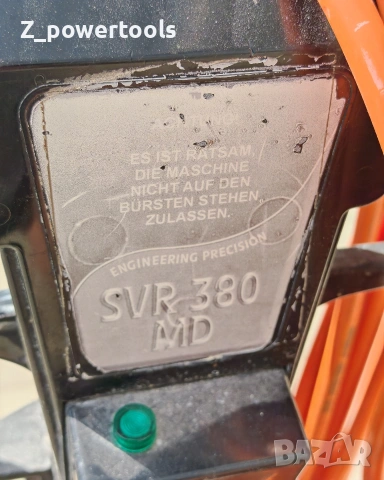 Z_powertools
ES IST RATSAM,
DIE MASCHINE
NICHT AUF DEN
BÜRSTEN STEHEN
ZULASSEN.
ENGINEERING PRECISION
SVR 380
MD
BAZAR